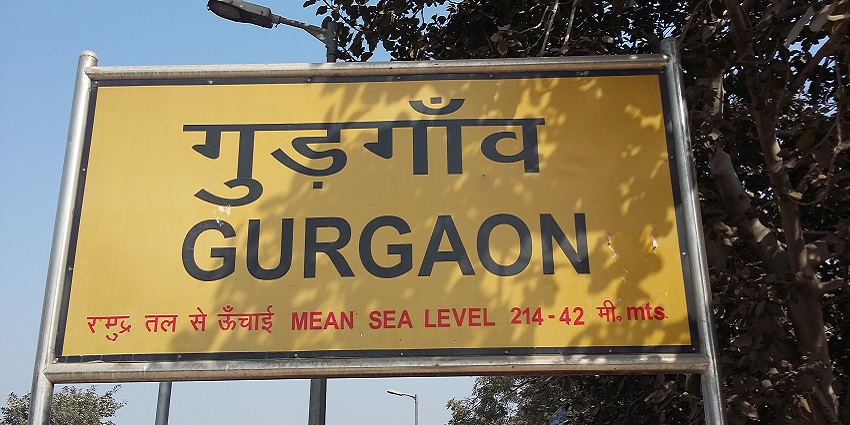 गुड़गाँव
GURGAON
समुद्र तल से ऊँचाई MEAN SEA LEVEL 214-42 मी॰ mts.